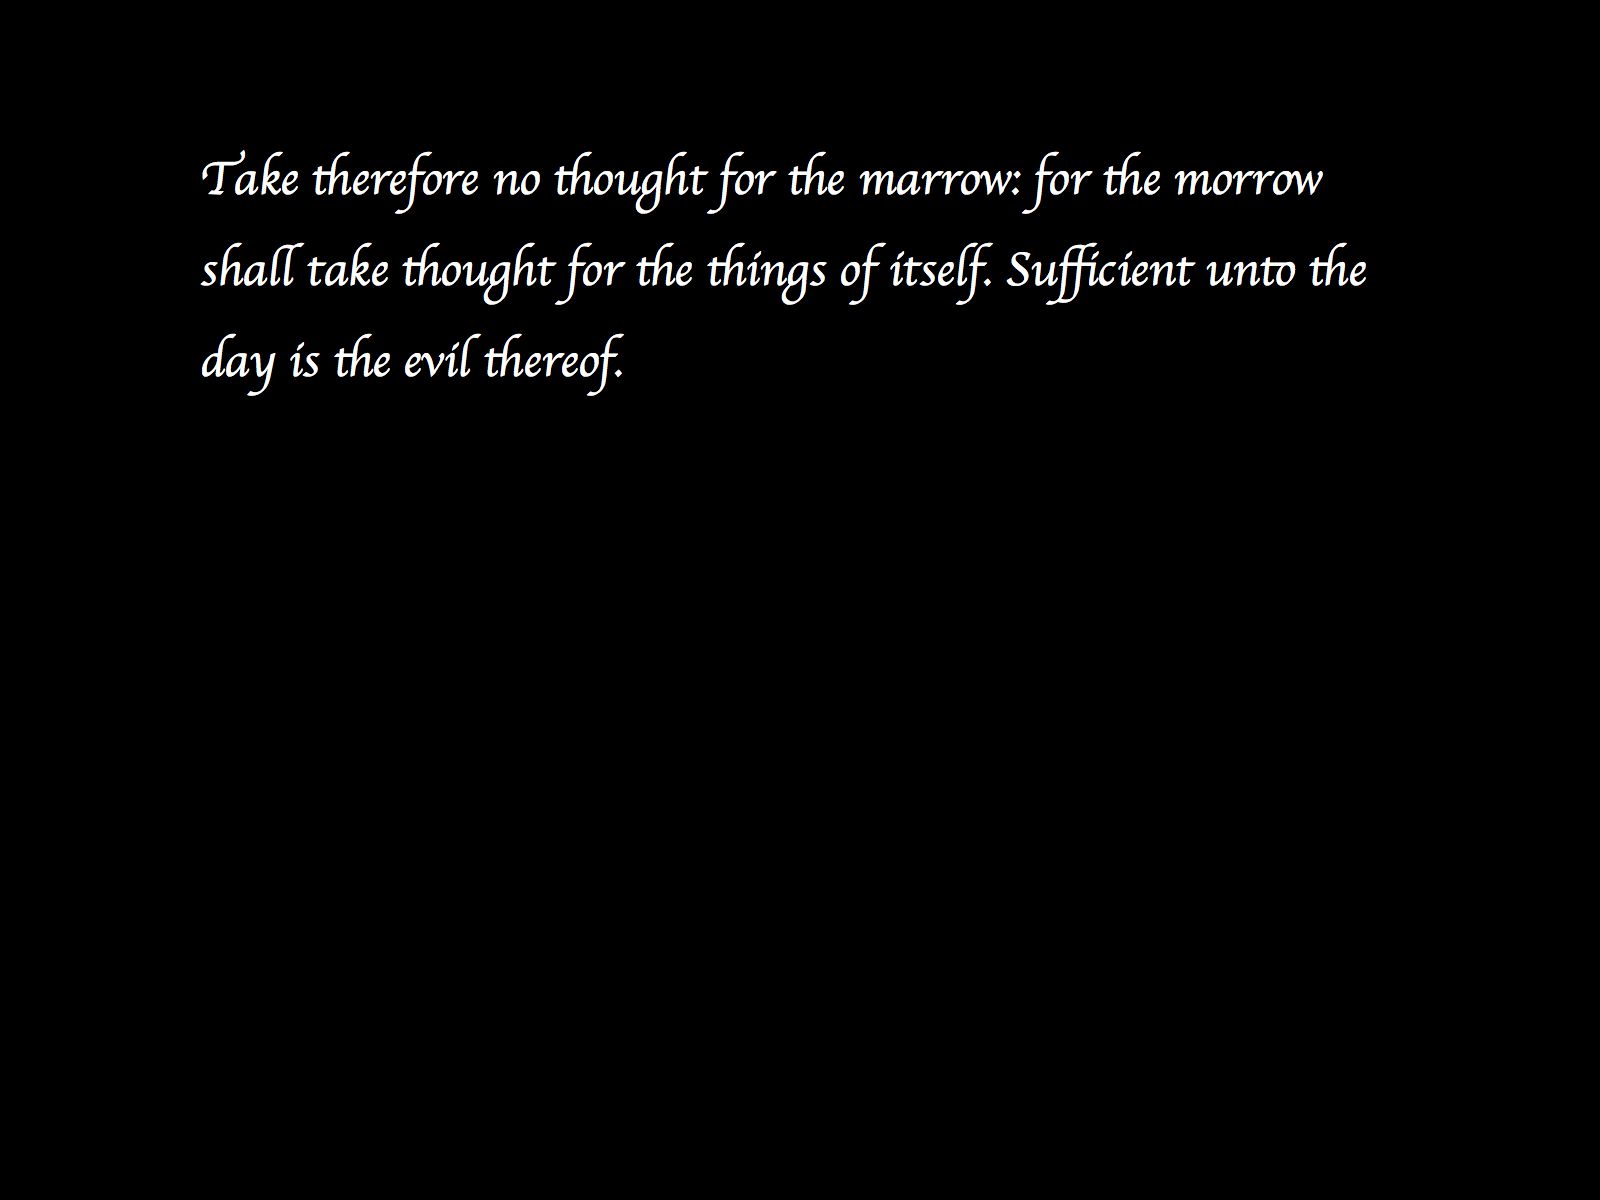 Take therefore no thought for the marrow: for the morrow
shall take thought for the things of itself. Sufficient unto the
day is the evil thereof.